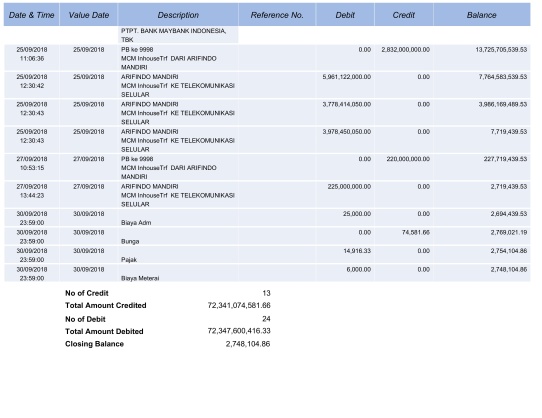 Date & Time Value Date Description Reference No. Debit Credit Balance
PTPT. BANK MAYBANK INDONESIA,
TBK
25/09/2018 25/09/2018 PB ke 9998 0.00 2,832,000,000.00 13,725,705,539.53
11:06:36 MCM InhouseTrf DARI ARIFINDO
MANDIRI
25/09/2018 25/09/2018 ARIFINDO MANDIRI 5,961,122,000.00 0.00 7,764,583,539.53
12:30:42 MCM InhouseTrf KE TELEKOMUNIKASI
SELULAR
25/09/2018 25/09/2018 ARIFINDO MANDIRI 3,778,414,050.00 0.00 3,986,169,489.53
12:30:43 MCM InhouseTrf KE TELEKOMUNIKASI
SELULAR
25/09/2018 25/09/2018 ARIFINDO MANDIRI 3,978,450,050.00 0.00 7,719,439.53
12:30:43 MCM InhouseTrf KE TELEKOMUNIKASI
SELULAR
27/09/2018 27/09/2018 PB ke 9998 0.00 220,000,000.00 227,719,439.53
10:53:15 MCM InhouseTrf DARI ARIFINDO
MANDIRI
27/09/2018 27/09/2018 ARIFINDO MANDIRI 225,000,000.00 0.00 2,719,439.53
13:44:23 MCM InhouseTrf KE TELEKOMUNIKASI
SELULAR
30/09/2018 30/09/2018 25,000.00 0.00 2,694,439.53
23:59:00 Biaya Adm
30/09/2018 30/09/2018 0.00 74,581.66 2,769,021.19
23:59:00 Bunga
30/09/2018 30/09/2018 14,916.33 0.00 2,754,104.86
23:59:00 Pajak
30/09/2018 30/09/2018 6,000.00 0.00 2,748,104.86
23:59:00 Biaya Meterai
No of Credit 13
Total Amount Credited 72,341,074,581.66
No of Debit 24
Total Amount Debited 72,347,600,416.33
Closing Balance 2,748,104.86